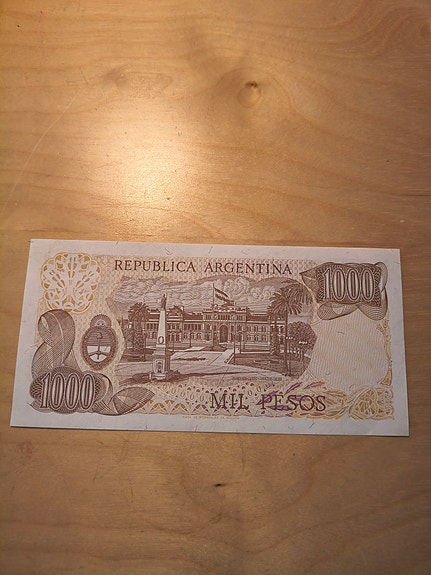 REPUBLICA ARGENTINA
1000
1000
MIL PESOS